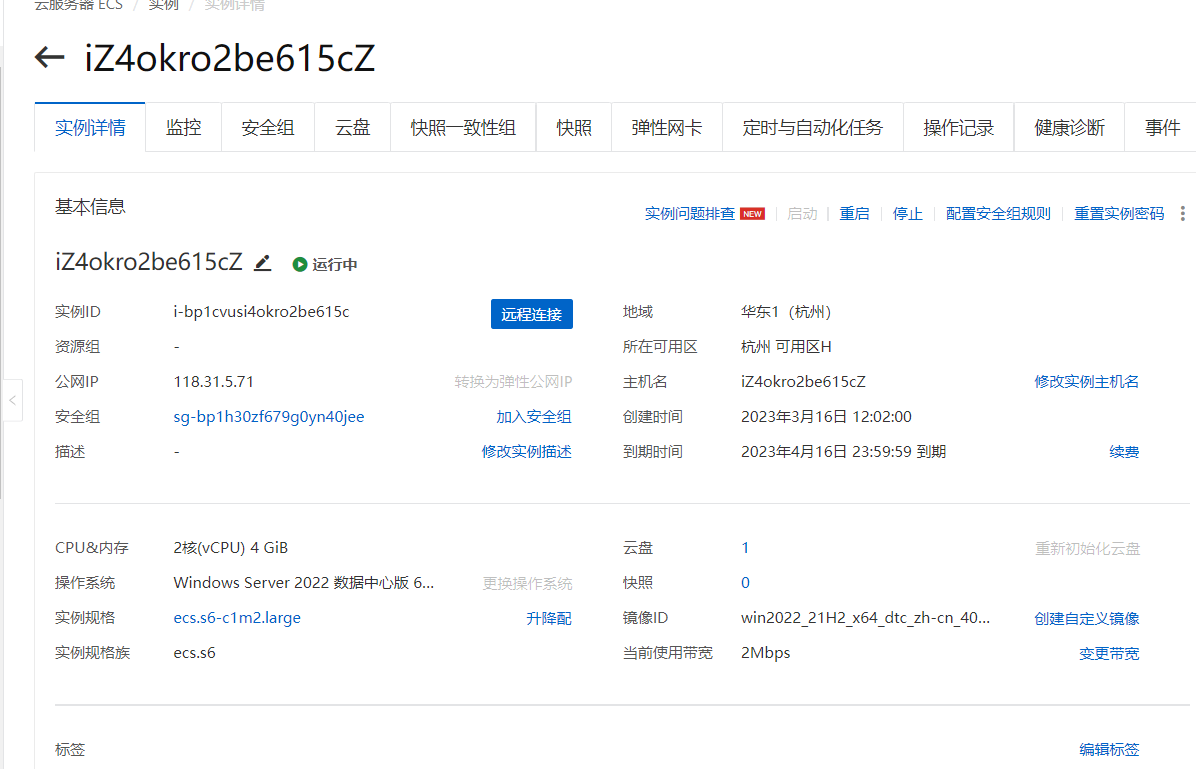 云服务器 ECS / 实例 / 实例详情
← iZ4okro2be615cZ
实例详情 监控 安全组 云盘 快照一致性组 快照 弹性网卡 定时与自动化任务 操作记录 健康诊断 事件
基本信息 实例问题排查 NEW 启动 重启 停止 配置安全组规则 重置实例密码
iZ4okro2be615cZ 运行中
实例ID i-bp1cvusi4okro2be615c 远程连接 地域 华东1（杭州）
资源组 - 所在可用区 杭州 可用区H
公网IP 118.31.5.71 转换为弹性公网IP 主机名 iZ4okro2be615cZ 修改实例主机名
安全组 sg-bp1h30zf679g0yn40jee 加入安全组 创建时间 2023年3月16日 12:02:00
描述 - 修改实例描述 到期时间 2023年4月16日 23:59:59 到期 续费
CPU&内存 2核(vCPU) 4 GiB 云盘 1 重新初始化云盘
操作系统 Windows Server 2022 数据中心版 6... 更换操作系统 快照 0
实例规格 ecs.s6-c1m2.large 升降配 镜像ID win2022_21H2_x64_dtc_zh-cn_40... 创建自定义镜像
实例规格族 ecs.s6 当前使用带宽 2Mbps 变更带宽
标签 编辑标签